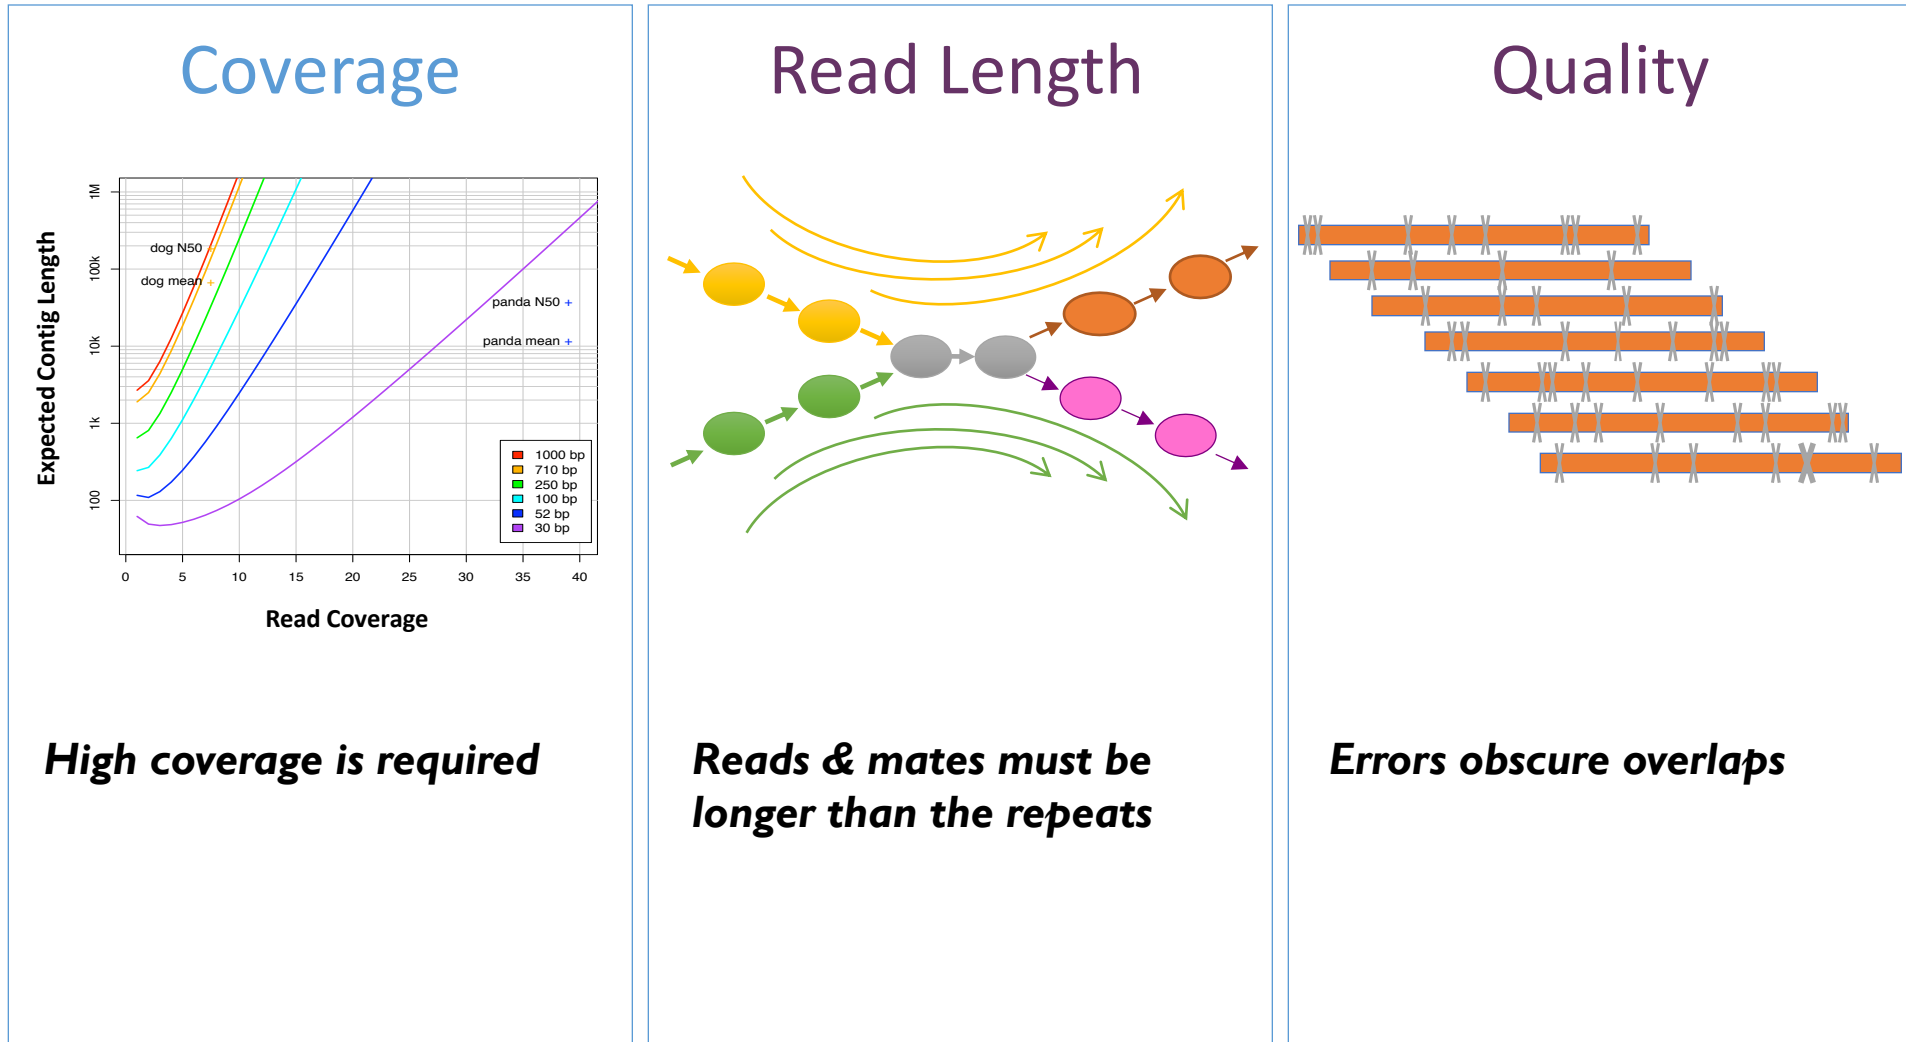 Coverage
Expected Contig Length
1M
100k
10k
1k
100
dog N50 +
dog mean +
panda N50 +
panda mean +
1000 bp
710 bp
250 bp
100 bp
52 bp
30 bp
0 5 10 15 20 25 30 35 40
Read Coverage
High coverage is required
Read Length
Reads & mates must be
longer than the repeats
Quality
Errors obscure overlaps